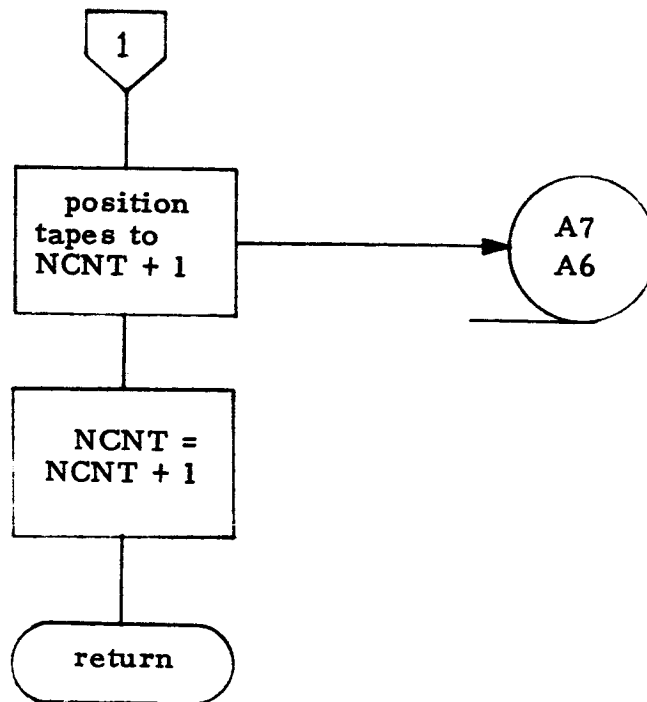 1
position
tapes to
NCNT + 1
A7
A6
NCNT =
NCNT + 1
return